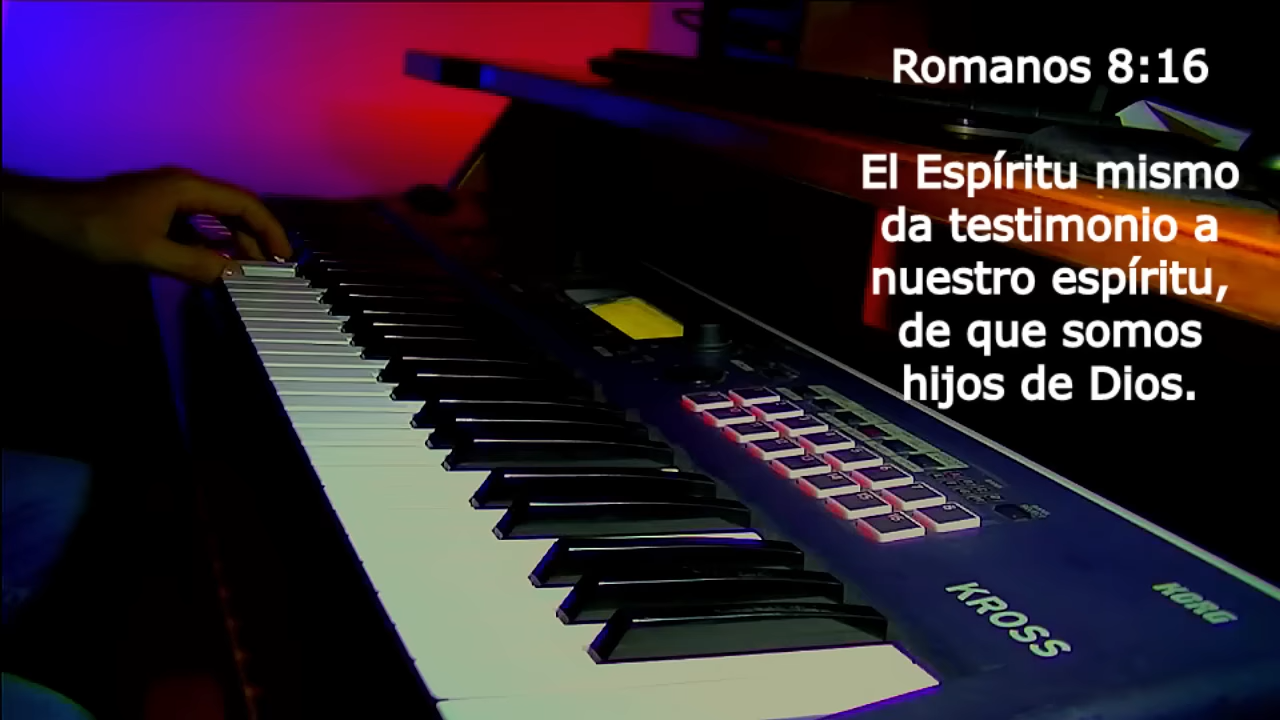 Romanos 8:16
El Espíritu mismo
da testimonio a
nuestro espíritu,
de que somos
hijos de Dios.
KROSS
KORG